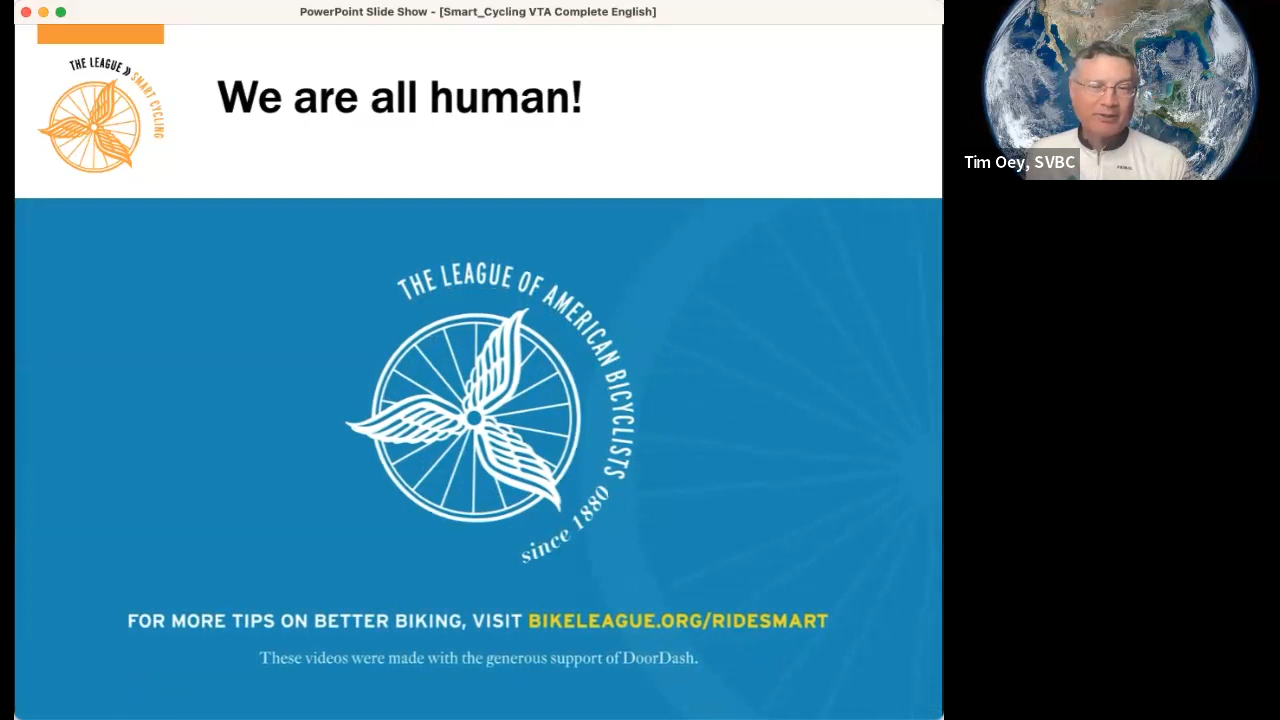 PowerPoint Slide Show - [Smart_Cycling VTA Complete English]
THE LEAGUE » SMART CYCLING
We are all human!
Tim Oey, SVBC
THE LEAGUE OF AMERICAN BICYCLISTS
since 1880
FOR MORE TIPS ON BETTER BIKING, VISIT BIKELEAGUE.ORG/RIDESMART
These videos were made with the generous support of DoorDash.